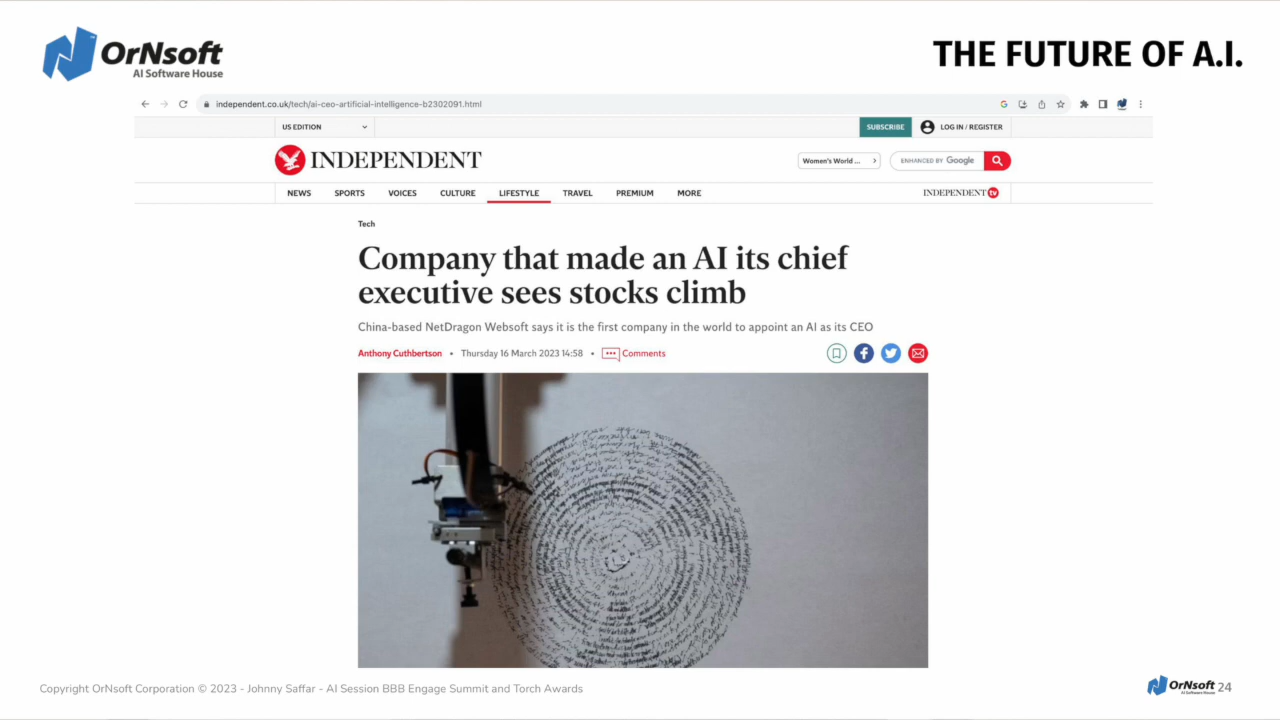 OrNsoft
AI Software House
THE FUTURE OF A.I.
independent.co.uk/tech/ai-ceo-artificial-intelligence-b2302091.html
US EDITION
SUBSCRIBE
LOG IN / REGISTER
INDEPENDENT
Women's World ...
ENHANCED BY Google
NEWS SPORTS VOICES CULTURE LIFESTYLE TRAVEL PREMIUM MORE
INDEPENDENT tv
Tech
Company that made an AI its chief
executive sees stocks climb
China-based NetDragon Websoft says it is the first company in the world to appoint an AI as its CEO
Anthony Cuthbertson • Thursday 16 March 2023 14:58 • Comments
Copyright OrNsoft Corporation © 2023 - Johnny Saffar - AI Session BBB Engage Summit and Torch Awards
OrNsoft 24
AI Software House